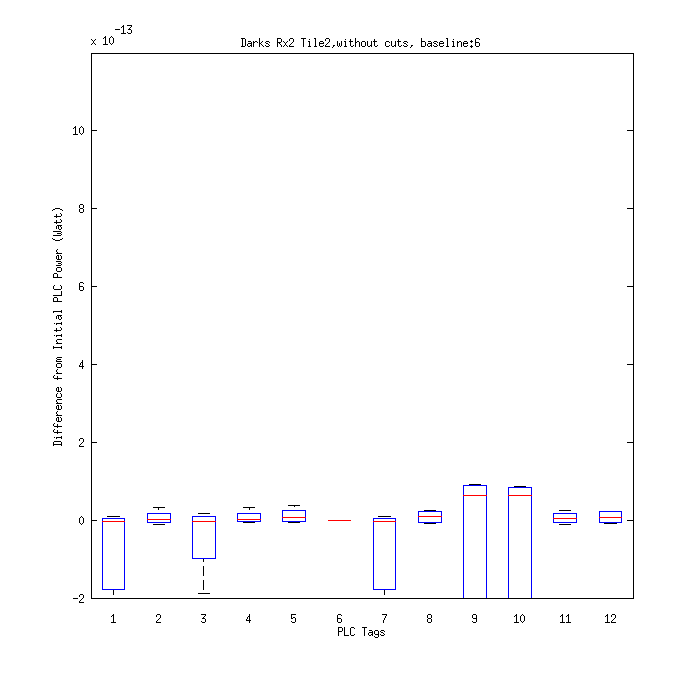 x 10^-13
Darks Rx2 Tile2,without cuts, baseline:6
10
8
6
4
2
0
-2
Difference from Initial PLC Power (Watt)
1 2 3 4 5 6 7 8 9 10 11 12
PLC Tags